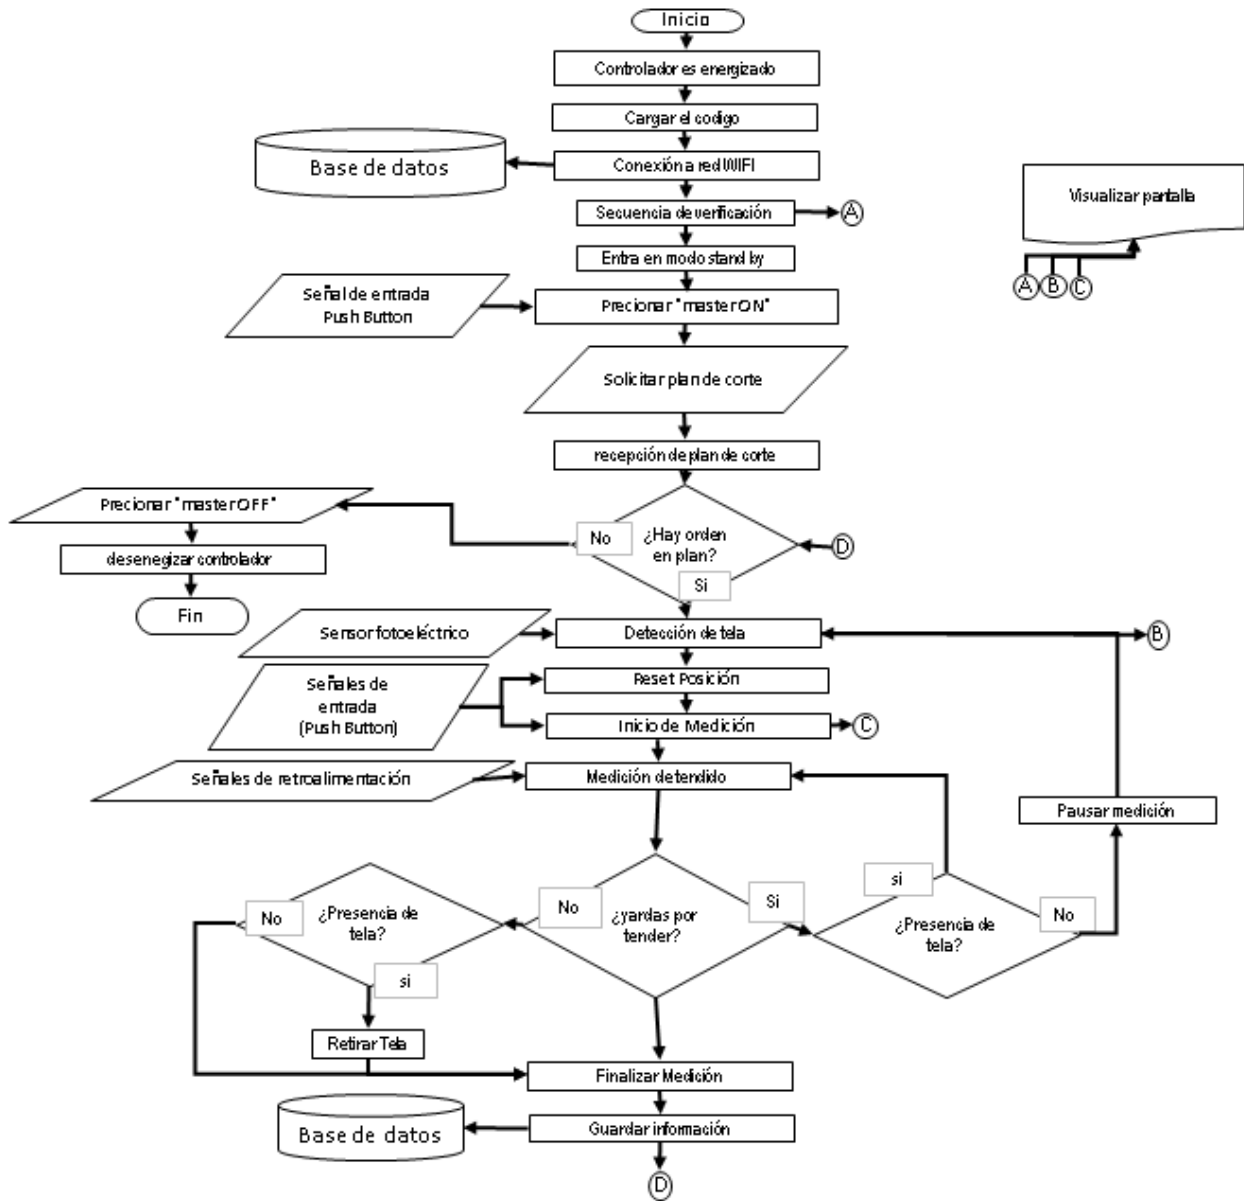 Inicio
Controlador es energizado
Cargar el codigo
Base de datos
Conexión a red WIFI
Visualizar pantalla
Secuencia de verificación
A
Entra en modo stand by
A
B
C
Señal de entrada
Push Button
Precionar "master ON"
Solicitar plan de corte
recepción de plan de corte
Precionar "master OFF"
No
¿Hay orden
en plan?
D
desenegizar controlador
Si
Fin
Sensor fotoeléctrico
Detección de tela
B
Señales de
entrada
(Push Button)
Reset Posición
Inicio de Medición
C
Señales de retroalimentación
Medición de tendido
Pausar medición
No
¿Presencia de
tela?
si
No
¿yardas por
tender?
Si
si
¿Presencia de
tela?
No
Retirar Tela
Finalizar Medición
Base de datos
Guardar información
D